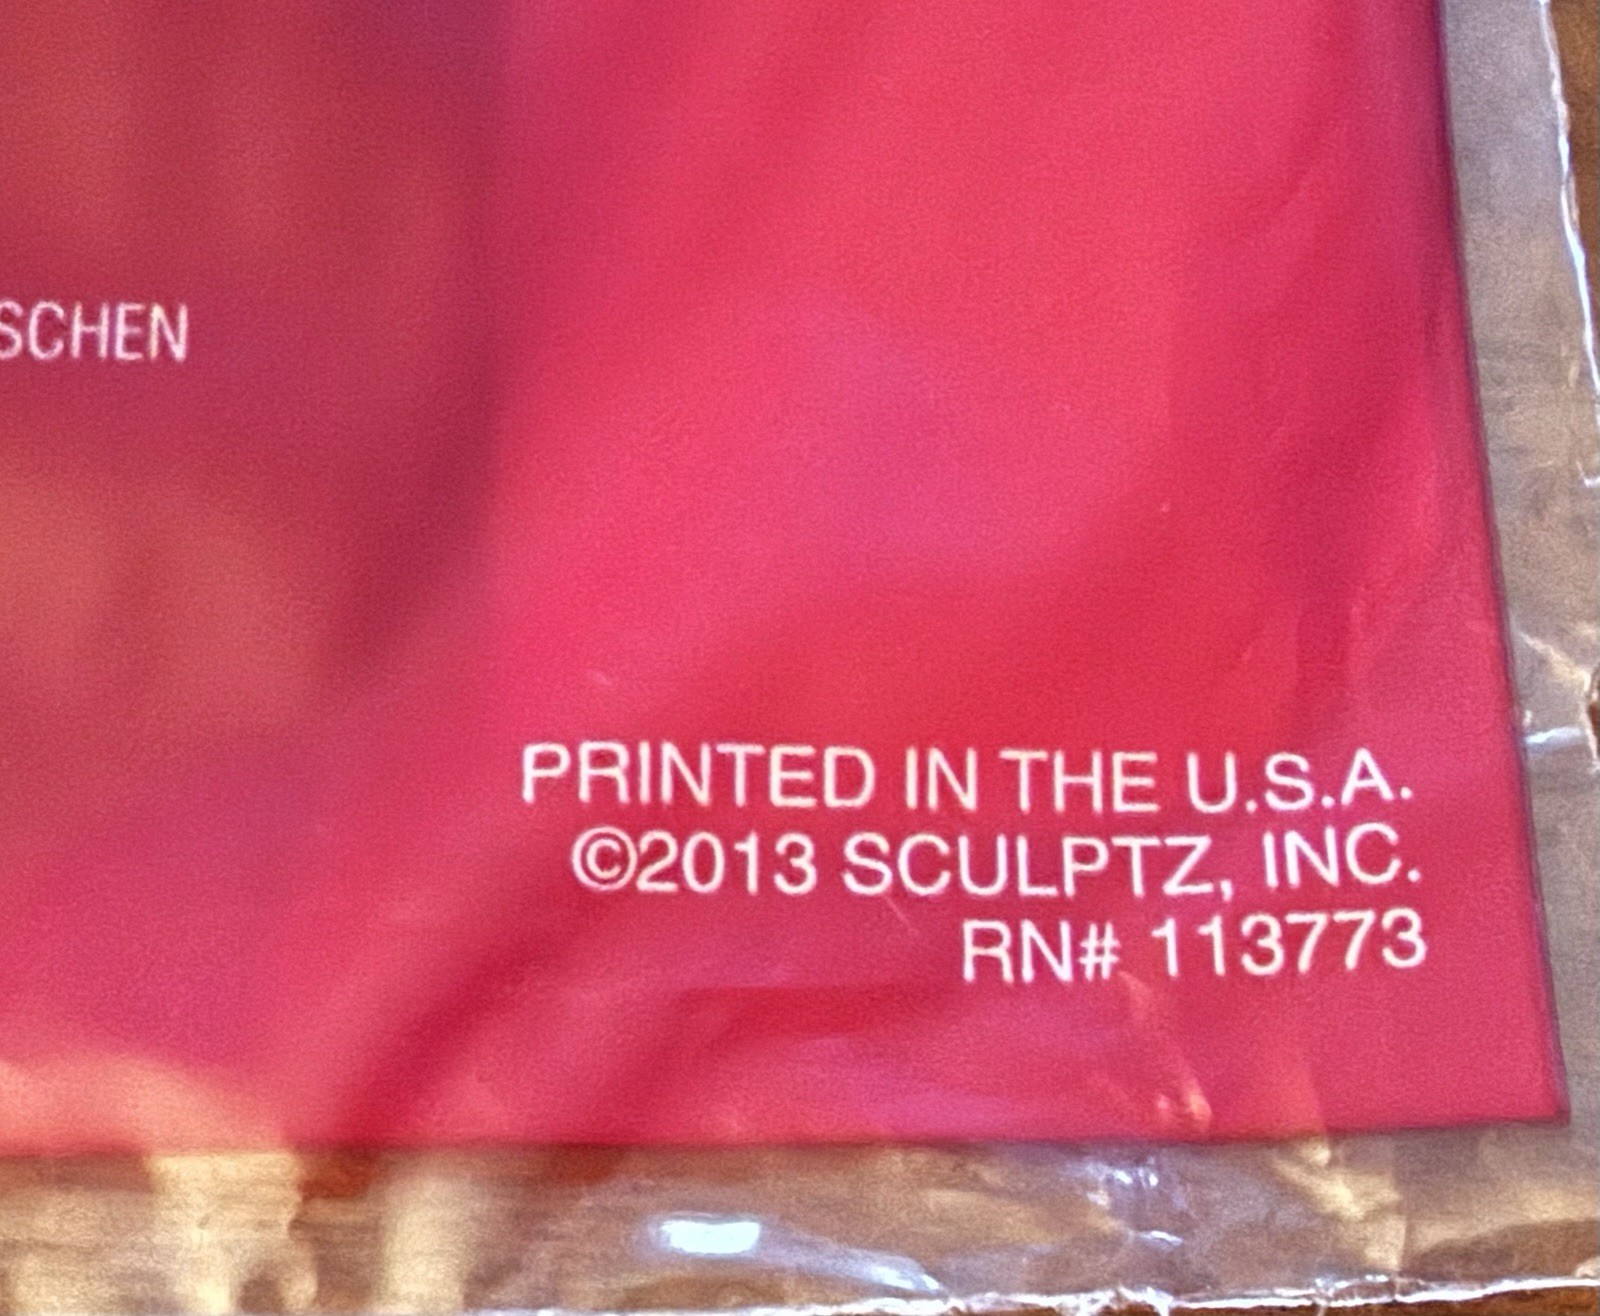 SCHEN
PRINTED IN THE U.S.A.
©2013 SCULPTZ, INC.
RN# 113773